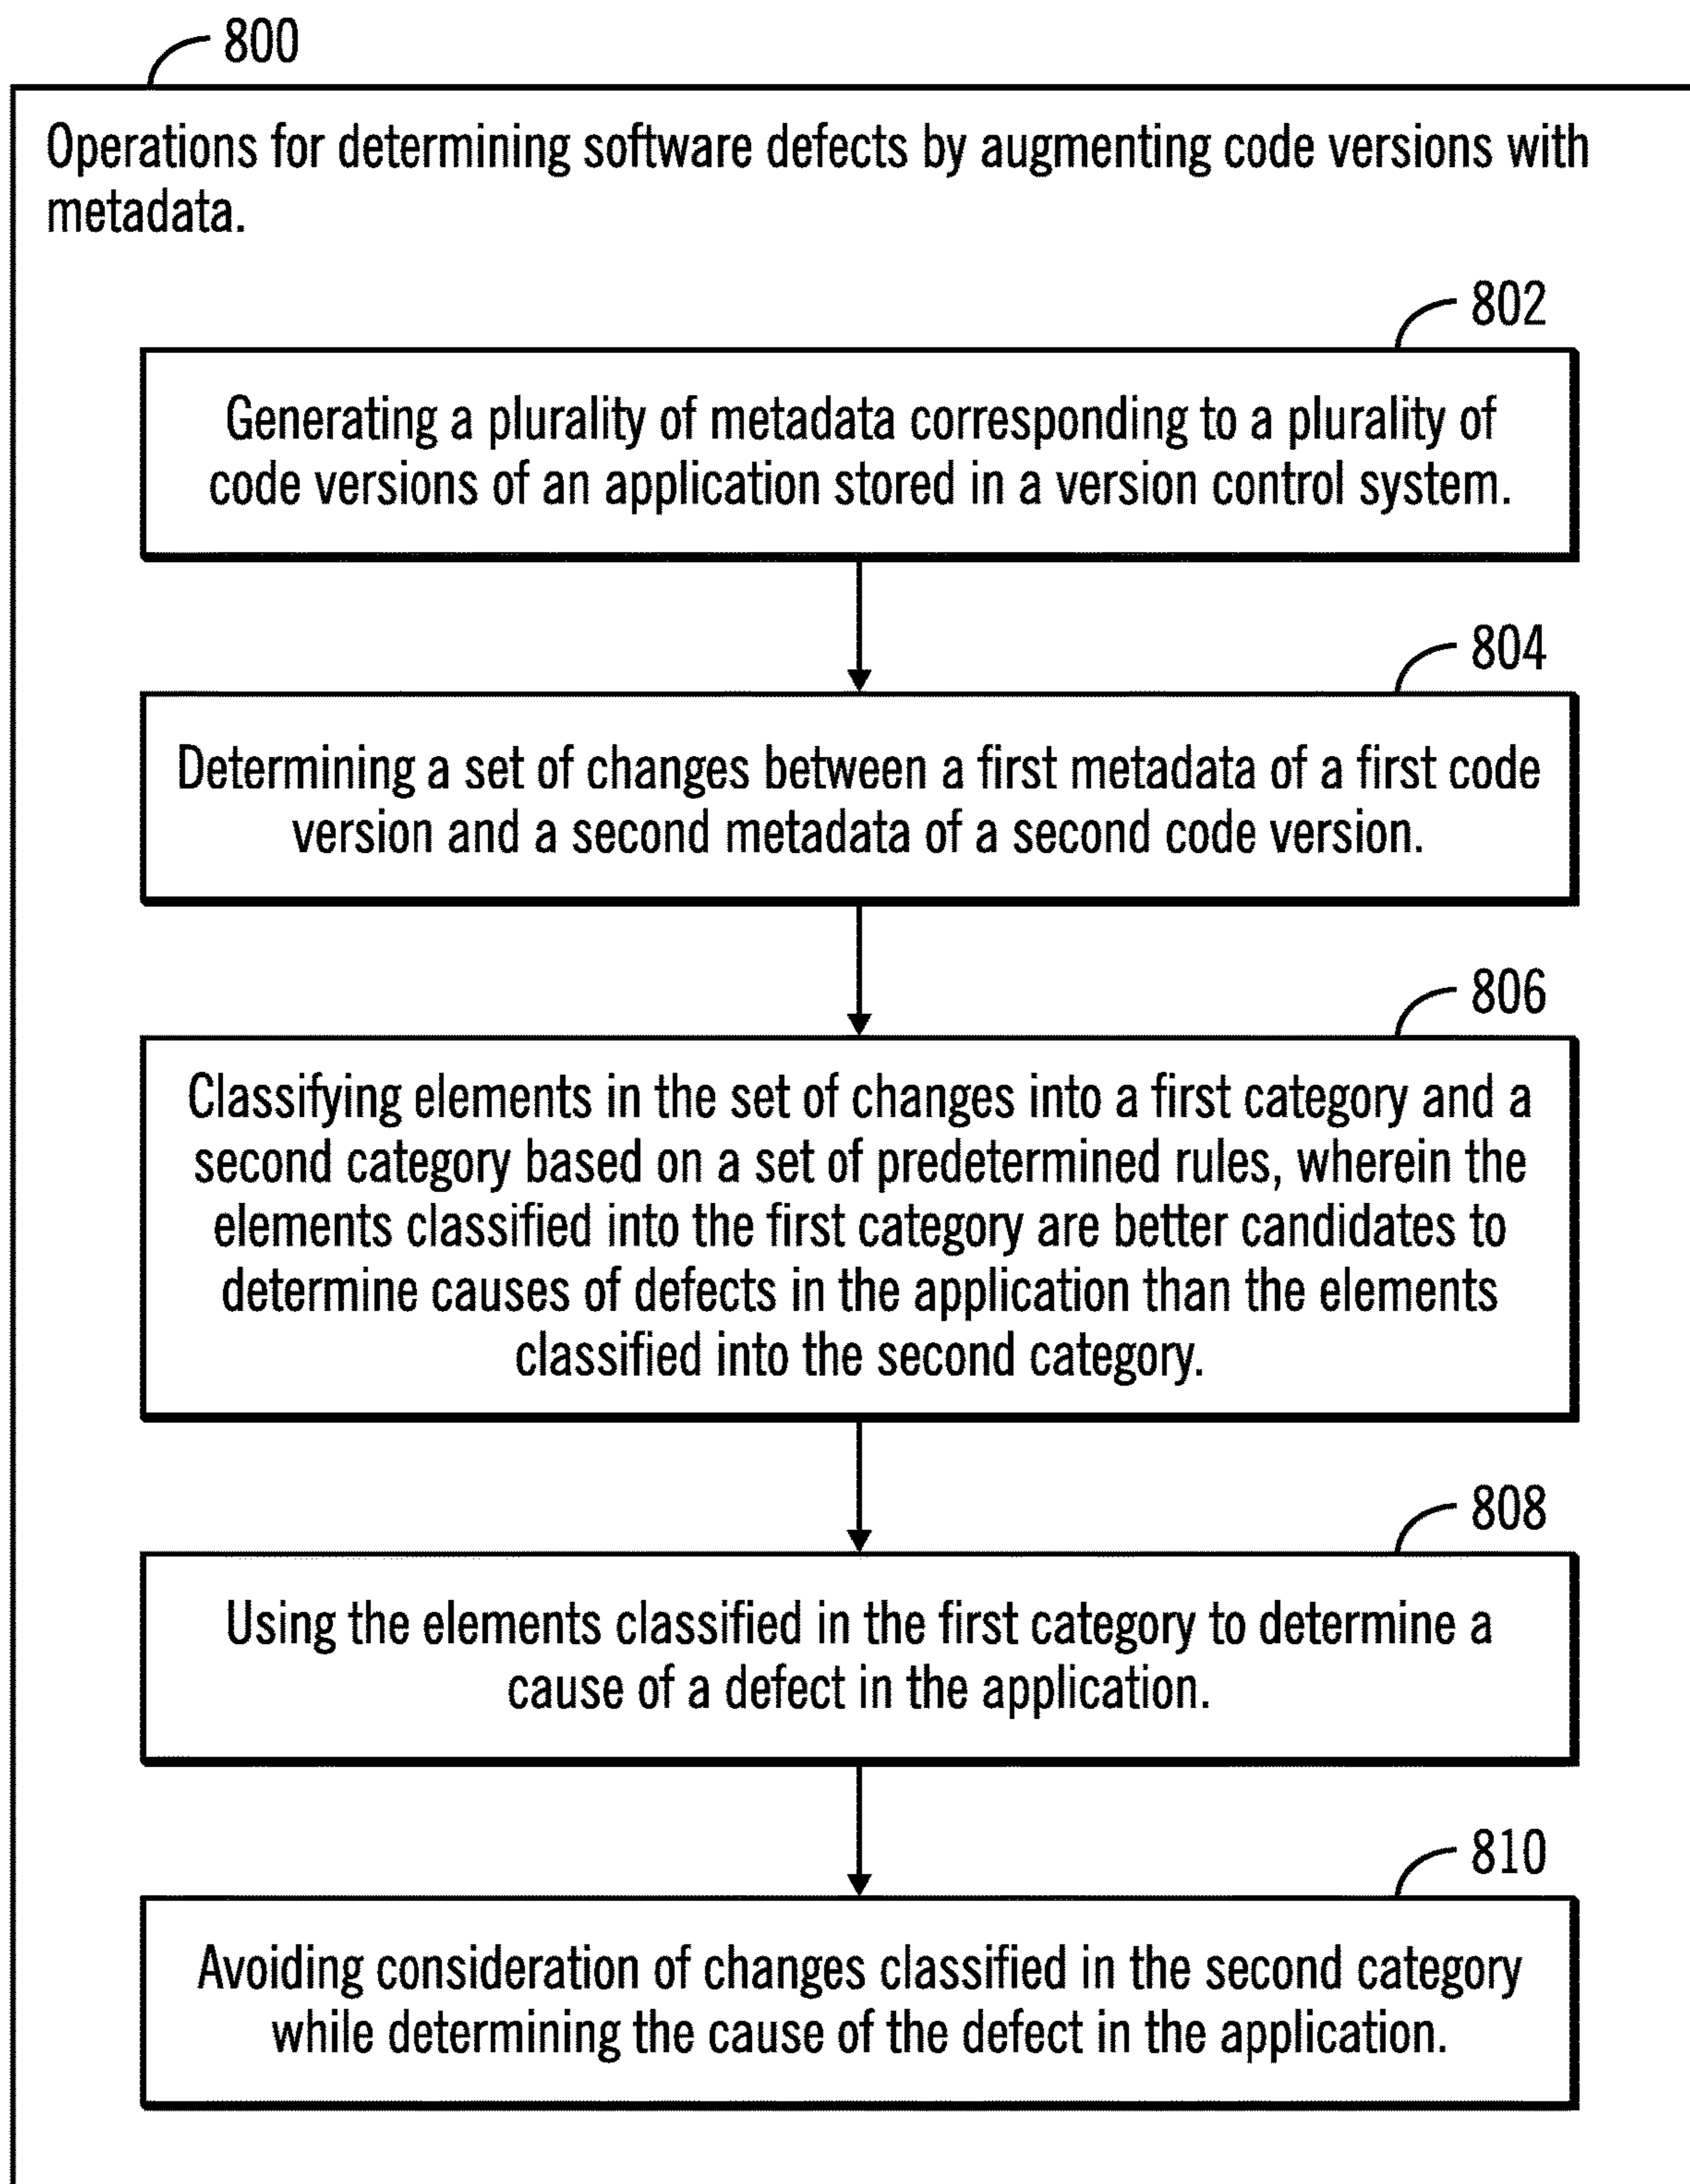 800
Operations for determining software defects by augmenting code versions with
metadata.
802
Generating a plurality of metadata corresponding to a plurality of
code versions of an application stored in a version control system.
804
Determining a set of changes between a first metadata of a first code
version and a second metadata of a second code version.
806
Classifying elements in the set of changes into a first category and a
second category based on a set of predetermined rules, wherein the
elements classified into the first category are better candidates to
determine causes of defects in the application than the elements
classified into the second category.
808
Using the elements classified in the first category to determine a
cause of a defect in the application.
810
Avoiding consideration of changes classified in the second category
while determining the cause of the defect in the application.